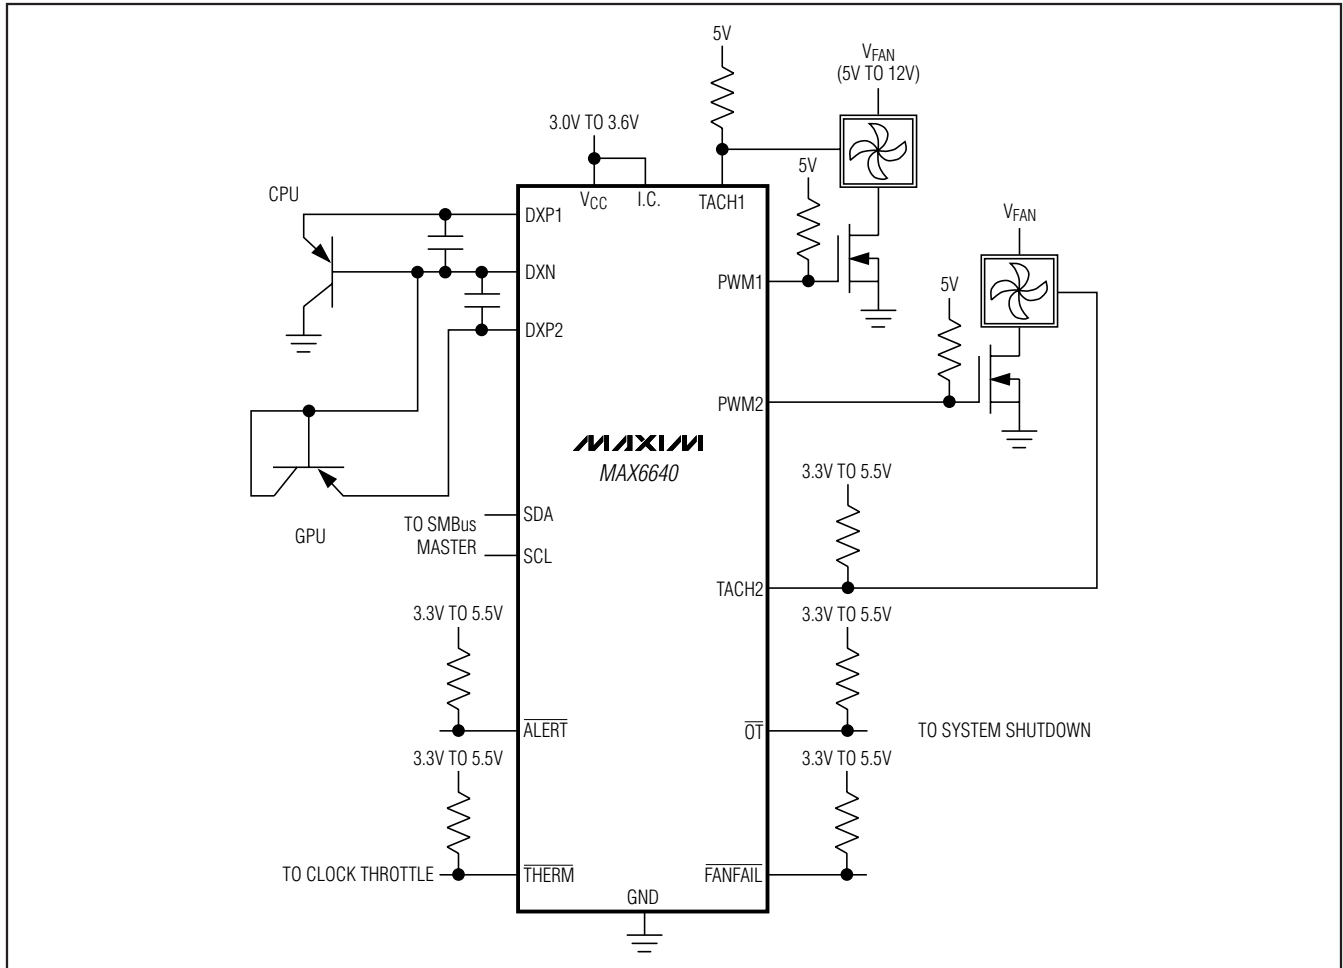 5V
VFAN
(5V TO 12V)
3.0V TO 3.6V
5V
CPU
VCC
I.C.
TACH1
DXP1
VFAN
DXN
PWM1
5V
DXP2
PWM2
MAXIM
MAX6640
3.3V TO 5.5V
SDA
TO SMBus
MASTER
GPU
SCL
TACH2
3.3V TO 5.5V
3.3V TO 5.5V
ALERT
OT
TO SYSTEM SHUTDOWN
3.3V TO 5.5V
3.3V TO 5.5V
TO CLOCK THROTTLE
THERM
FANFAIL
GND